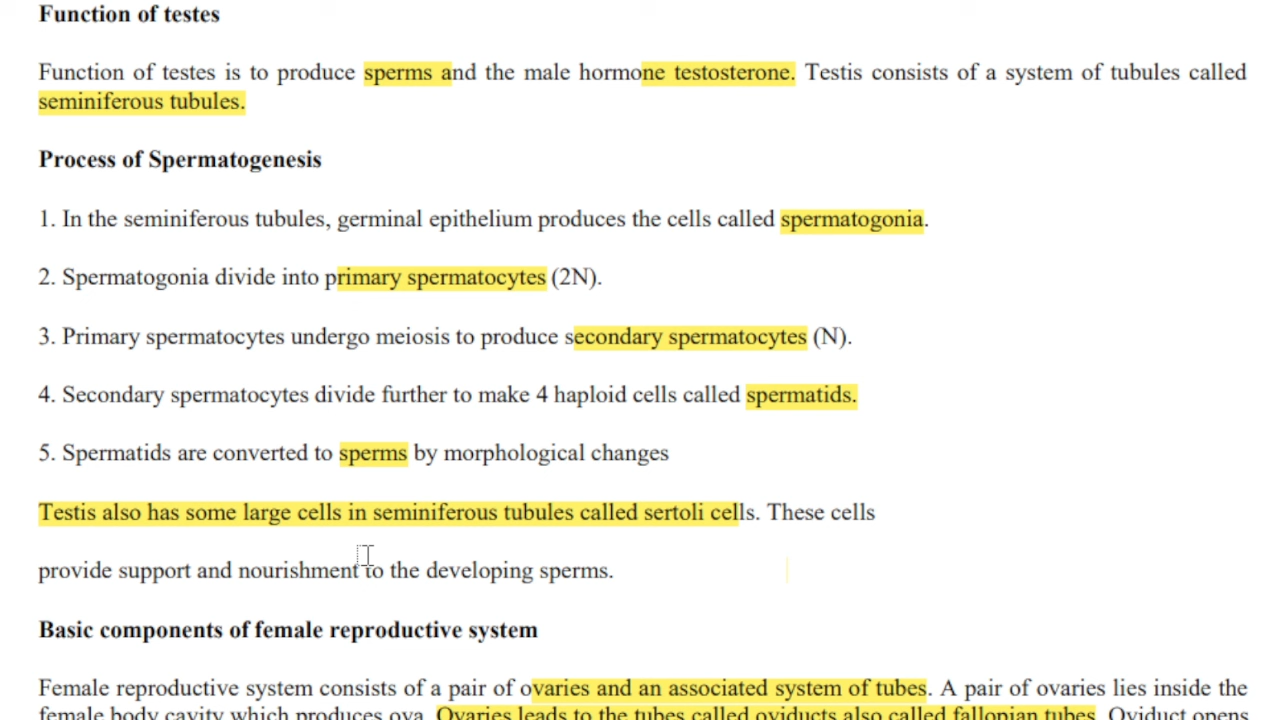 Function of testes
Function of testes is to produce sperms and the male hormone testosterone. Testis consists of a system of tubules called
seminiferous tubules.
Process of Spermatogenesis
1. In the seminiferous tubules, germinal epithelium produces the cells called spermatogonia.
2. Spermatogonia divide into primary spermatocytes (2N).
3. Primary spermatocytes undergo meiosis to produce secondary spermatocytes (N).
4. Secondary spermatocytes divide further to make 4 haploid cells called spermatids.
5. Spermatids are converted to sperms by morphological changes
Testis also has some large cells in seminiferous tubules called sertoli cells. These cells
provide support and nourishment to the developing sperms.
Basic components of female reproductive system
Female reproductive system consists of a pair of ovaries and an associated system of tubes. A pair of ovaries lies inside the
female body cavity which produces ova. Ovaries leads to the tubes called oviducts also called fallopian tubes. Oviduct opens